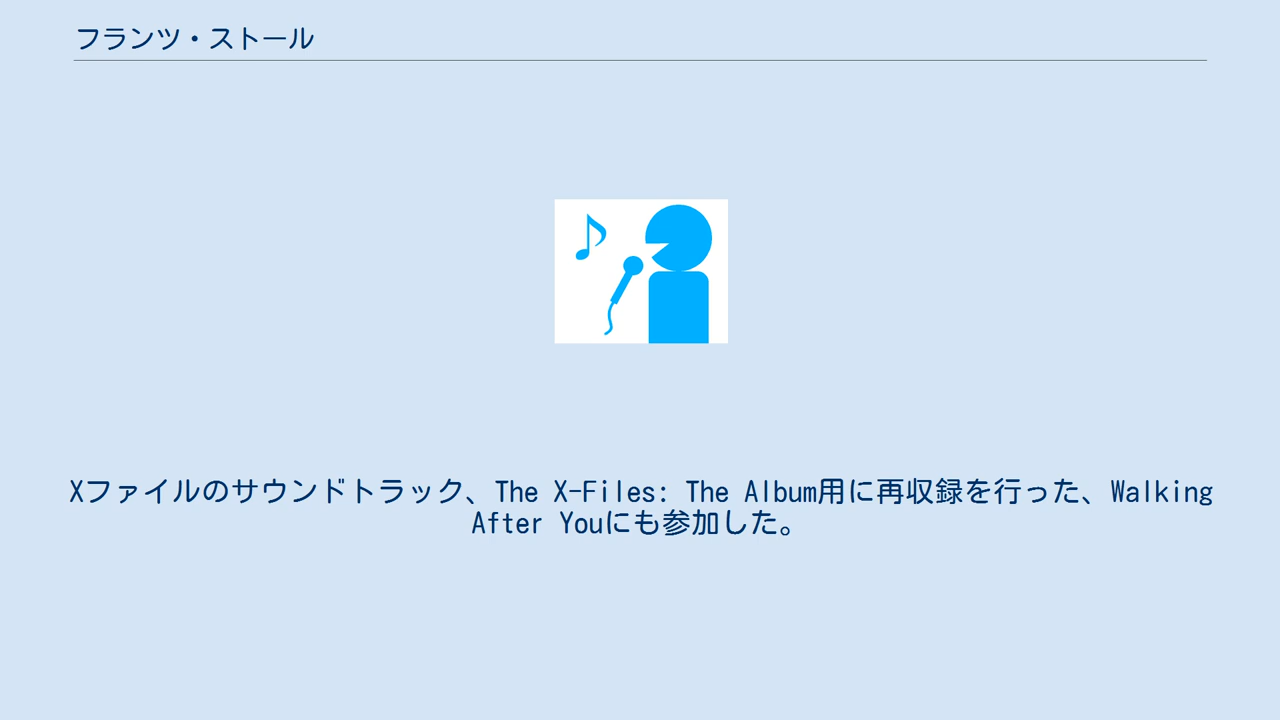 フランツ・ストール
Xファイルのサウンドトラック、The X-Files: The Album用に再収録を行った、Walking
After Youにも参加した。